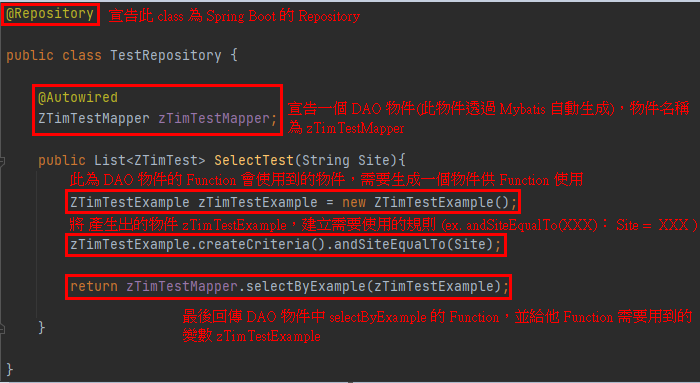 @Repository 宣告此 class 為 Spring Boot 的 Repository
public class TestRepository {
@Autowired
ZTimTestMapper zTimTestMapper;
宣告一個 DAO 物件(此物件透過 Mybatis 自動生成)，物件名稱
為 zTimTestMapper
public List<ZTimTest> SelectTest(String Site){
此為 DAO 物件的 Function 會使用到的物件，需要生成一個物件供 Function 使用
ZTimTestExample zTimTestExample = new ZTimTestExample();
將 產生出的物件 zTimTestExample，建立需要使用的規則 (ex. andSiteEqualTo(XXX)： Site = XXX )
zTimTestExample.createCriteria().andSiteEqualTo(Site);
return zTimTestMapper.selectByExample(zTimTestExample);
最後回傳 DAO 物件中 selectByExample 的 Function，並給他 Function 需要用到的
變數 zTimTestExample
}
}